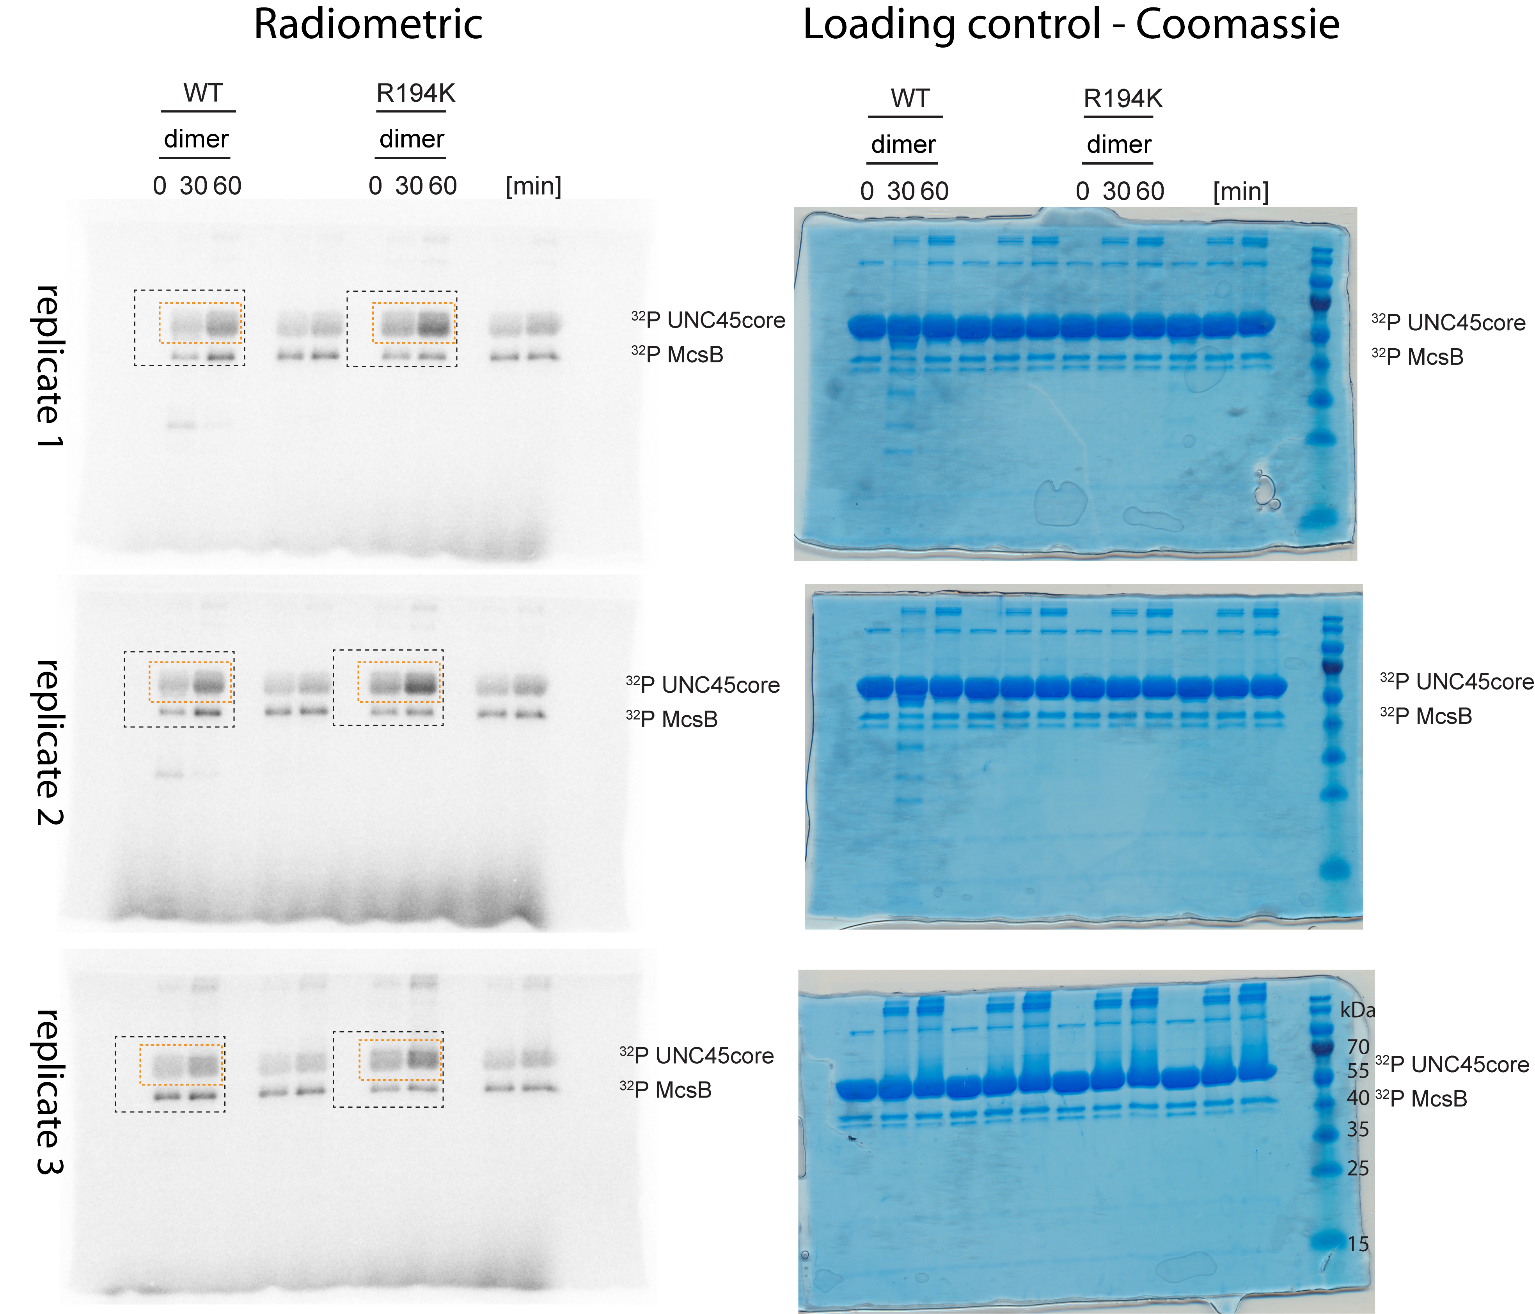 Radiometric
Loading control - Coomassie
WT
R194K
dimer
dimer
0 30 60
0 30 60
[min]
WT
R194K
dimer
dimer
0 30 60
0 30 60
[min]
replicate 1
³²P UNC45core
³²P McsB
³²P UNC45core
³²P McsB
replicate 2
³²P UNC45core
³²P McsB
³²P UNC45core
³²P McsB
replicate 3
³²P UNC45core
³²P McsB
kDa
70
55
40
35
25
15
³²P UNC45core
³²P McsB